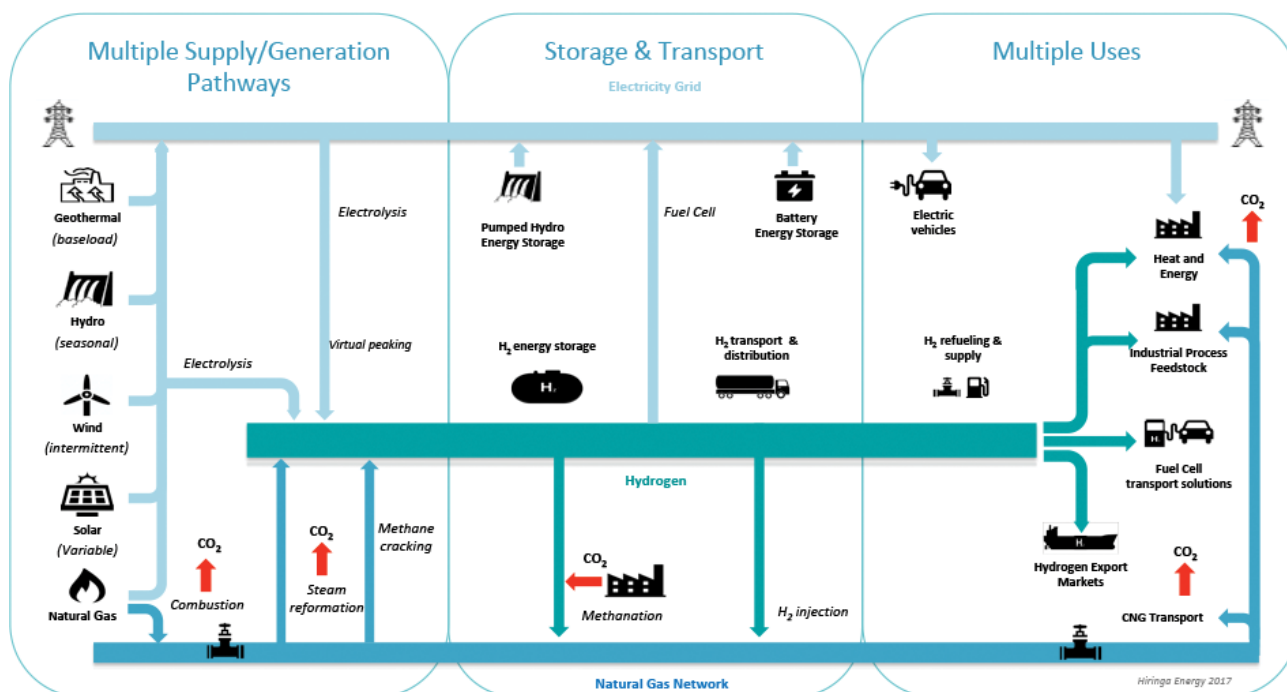 Multiple Supply/Generation
Pathways
Storage & Transport
Multiple Uses
Electricity Grid
Geothermal
(baseload)
Electrolysis
Pumped Hydro
Energy Storage
Fuel Cell
Battery
Energy Storage
Electric
vehicles
CO2
Heat and
Energy
Hydro
(seasonal)
Electrolysis
Virtual peaking
H2 energy storage
H2
H2 transport &
distribution
H2 refueling &
supply
Industrial Process
Feedstock
Wind
(intermittent)
Hydrogen
H2
Fuel Cell
transport solutions
Solar
(Variable)
CO2
CO2
Methane
cracking
Steam
reformation
Combustion
Natural Gas
CO2
Methanation
H2 injection
H2
Hydrogen Export
Markets
CO2
CNG Transport
Natural Gas Network
Hiringa Energy 2017